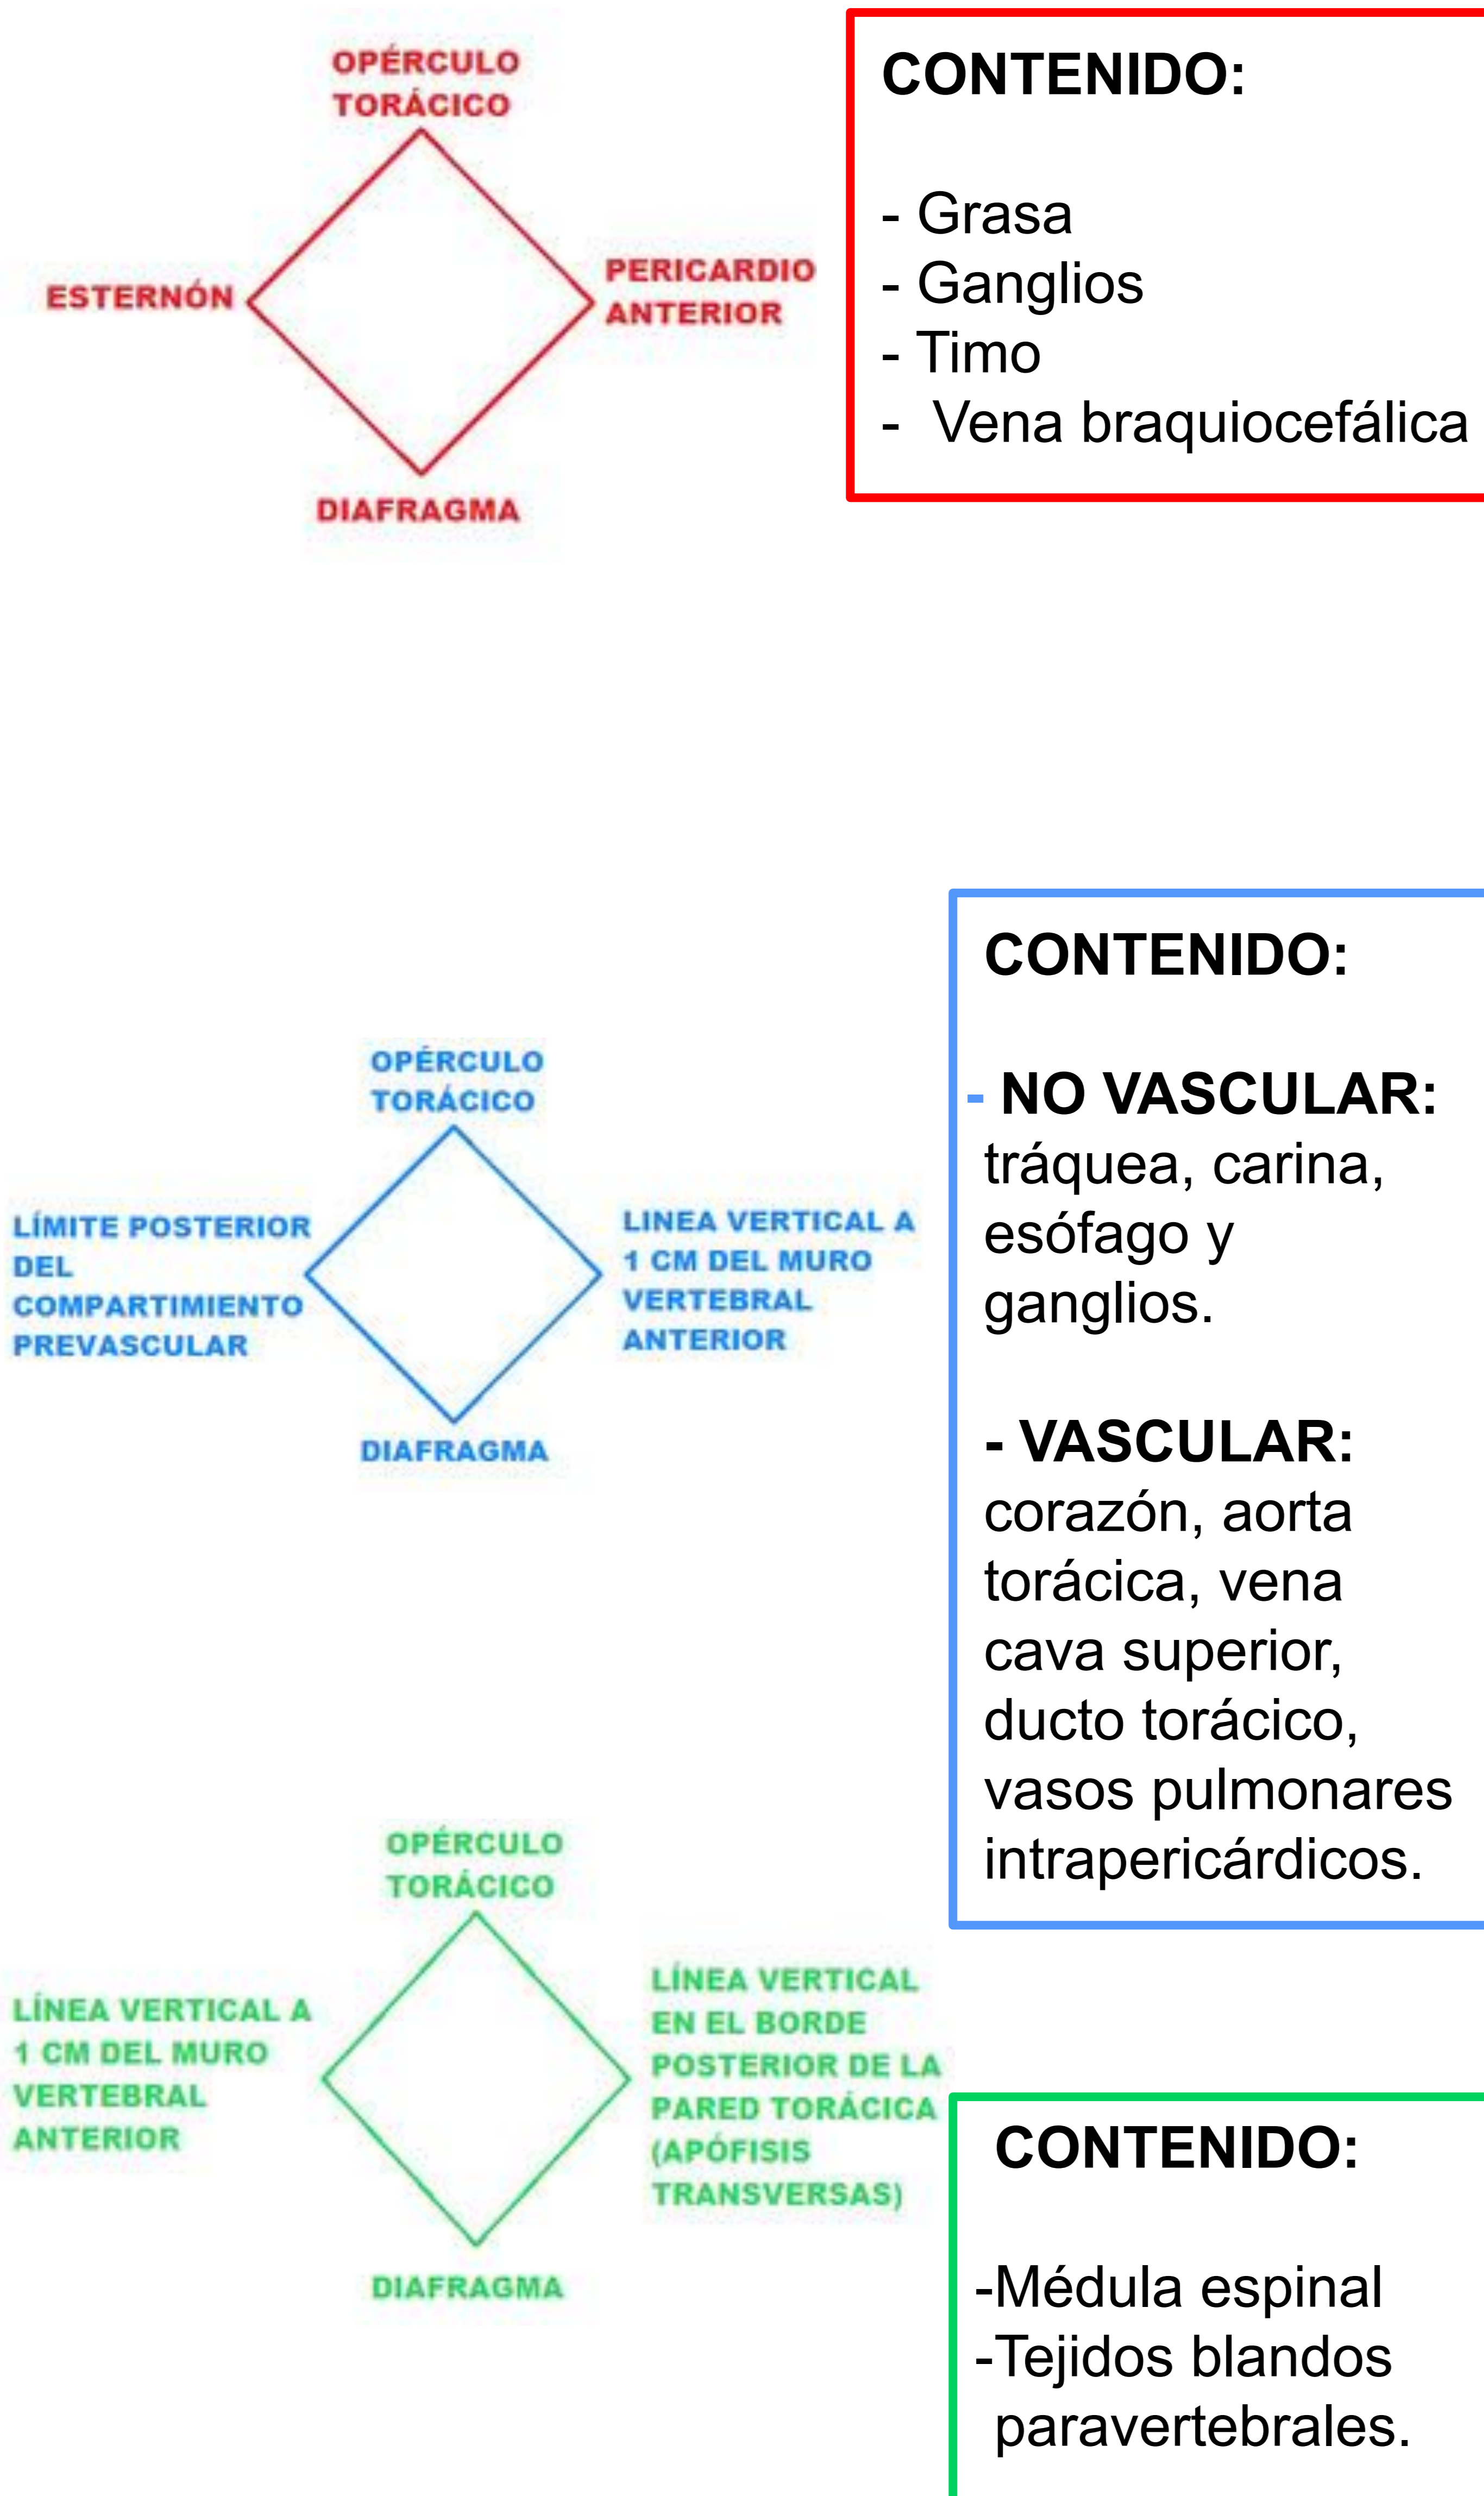 OPÉRCULO
TORÁCICO
ESTERNÓN
PERICARDIO
ANTERIOR
DIAFRAGMA
CONTENIDO:
- Grasa
- Ganglios
- Timo
- Vena braquiocefálica
OPÉRCULO
TORÁCICO
LÍMITE POSTERIOR
DEL
COMPARTIMIENTO
PREVASCULAR
LINEA VERTICAL A
1 CM DEL MURO
VERTEBRAL
ANTERIOR
DIAFRAGMA
CONTENIDO:
- NO VASCULAR:
tráquea, carina,
esófago y
ganglios.
- VASCULAR:
corazón, aorta
torácica, vena
cava superior,
ducto torácico,
vasos pulmonares
intrapericárdicos.
OPÉRCULO
TORÁCICO
LÍNEA VERTICAL A
1 CM DEL MURO
VERTEBRAL
ANTERIOR
LÍNEA VERTICAL
EN EL BORDE
POSTERIOR DE LA
PARED TORÁCICA
(APÓFISIS
TRANSVERSAS)
DIAFRAGMA
CONTENIDO:
-Médula espinal
-Tejidos blandos
paravertebrales.